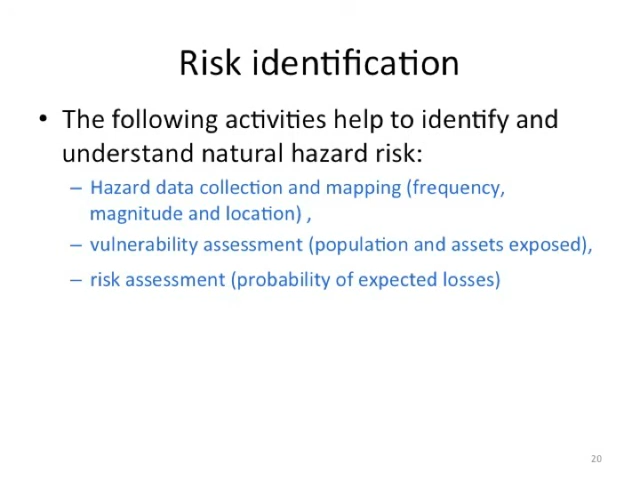 Risk identification
• The following activities help to identify and
understand natural hazard risk:
– Hazard data collection and mapping (frequency,
magnitude and location) ,
– vulnerability assessment (population and assets exposed),
– risk assessment (probability of expected losses)
20